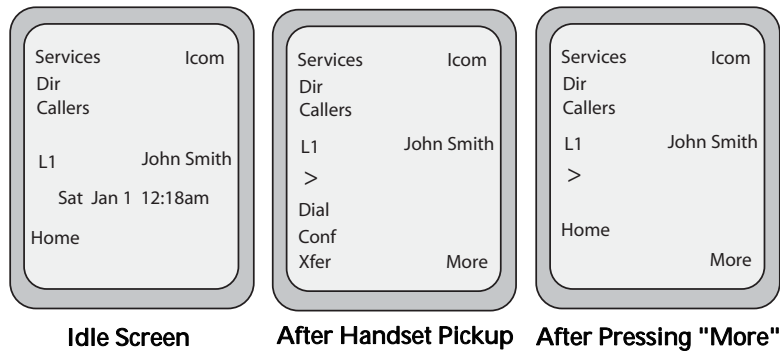 Services Icom
Dir
Callers
L1 John Smith
Sat Jan 1 12:18am
Home
Idle Screen
Services Icom
Dir
Callers
L1 John Smith
>
Dial
Conf
Xfer More
After Handset Pickup
Services Icom
Dir
Callers
L1 John Smith
>
Home
More
After Pressing "More"